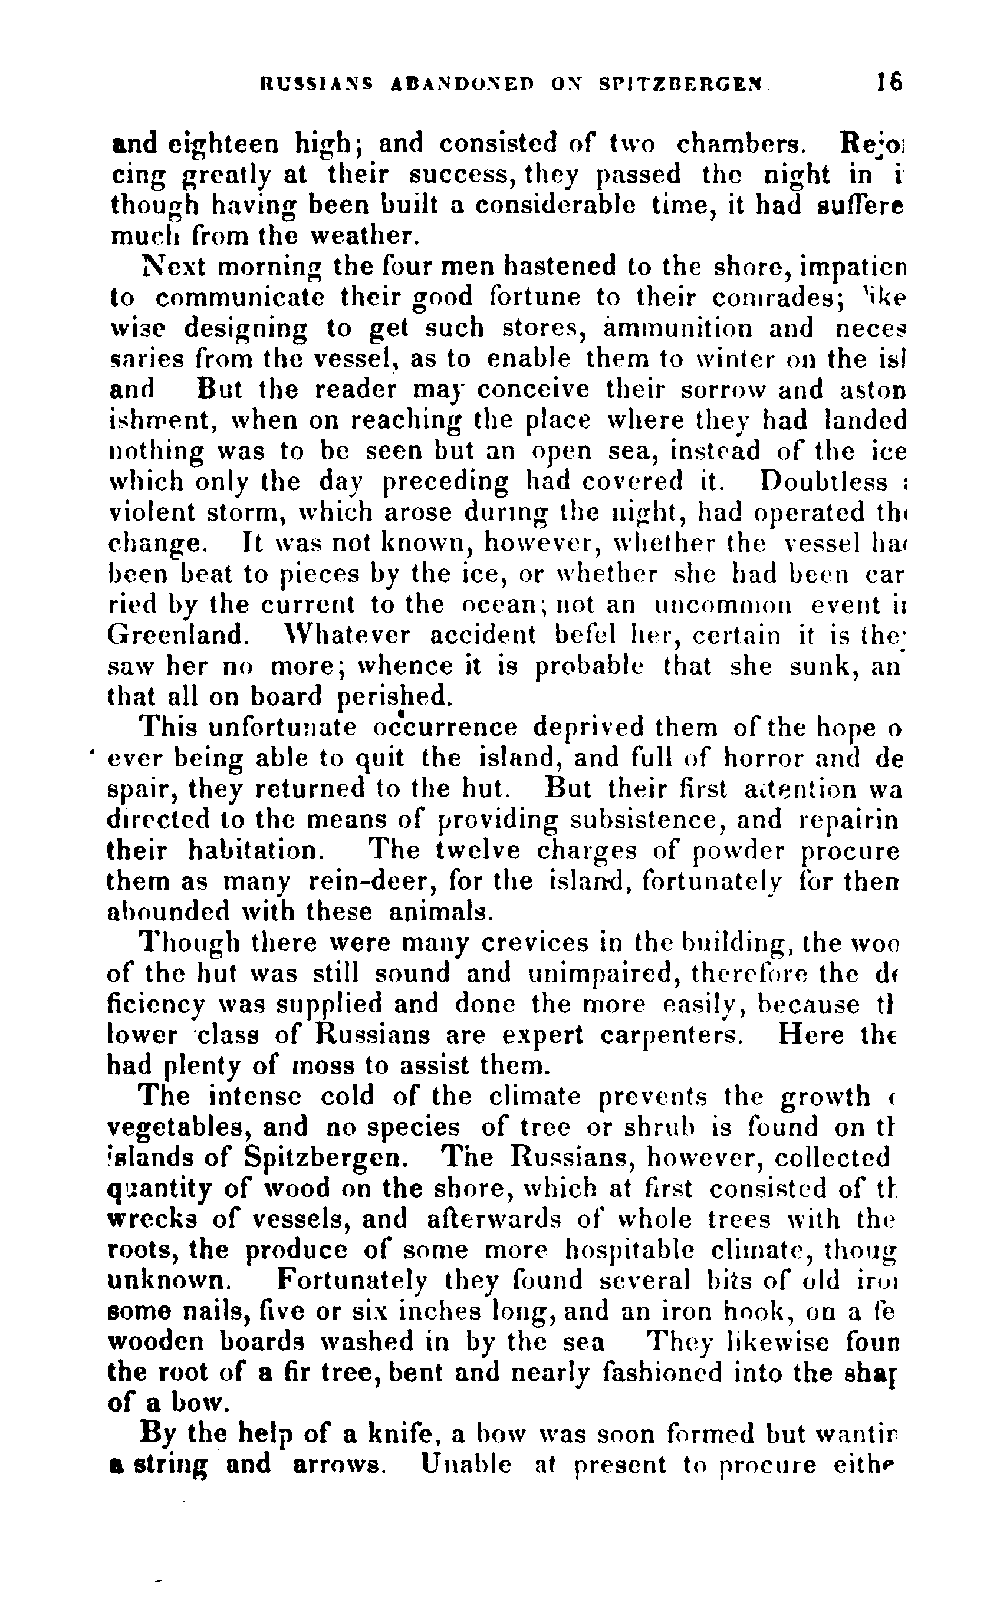 RUSSIANS ABANDONED ON SPITZBERGEN. 16
and eighteen high; and consisted of two chambers. Rejoi
cing greatly at their success, they passed the night in i
though having been built a considerable time, it had suffere
much from the weather.
Next morning the four men hastened to the shore, impatien
to communicate their good fortune to their comrades; like
wise designing to get such stores, ammunition and neces
saries from the vessel, as to enable them to winter on the isl
and But the reader may conceive their sorrow and aston
ishment, when on reaching the place where they had landed
nothing was to be seen but an open sea, instead of the ice
which only the day preceding had covered it. Doubtless
violent storm, which arose during the night, had operated the
change. It was not known, however, whether the vessel had
been beat to pieces by the ice, or whether she had been car
ried by the current to the ocean; not an uncommon event in
Greenland. Whatever accident befel her, certain it is they
saw her no more; whence it is probable that she sunk, an
that all on board perished.
This unfortunate occurrence deprived them of the hope o
ever being able to quit the island, and full of horror and de
spair, they returned to the hut. But their first attention wa
directed to the means of providing subsistence, and repairin
their habitation. The twelve charges of powder procure
them as many rein-deer, for the island, fortunately for them
abounded with these animals.
Though there were many crevices in the building, the woo
of the hut was still sound and unimpaired, therefore the de
ficiency was supplied and done the more easily, because th
lower class of Russians are expert carpenters. Here the
had plenty of moss to assist them.
The intense cold of the climate prevents the growth
vegetables, and no species of tree or shrub is found on th
islands of Spitzbergen. The Russians, however, collected
quantity of wood on the shore, which at first consisted of th
wrecks of vessels, and afterwards of whole trees with the
roots, the produce of some more hospitable climate, thoug
unknown. Fortunately they found several bits of old iron
some nails, five or six inches long, and an iron hook, on a fe
wooden boards washed in by the sea They likewise foun
the root of a fir tree, bent and nearly fashioned into the shap
of a bow.
By the help of a knife, a bow was soon formed but wantin
a string and arrows. Unable at present to procure eithe